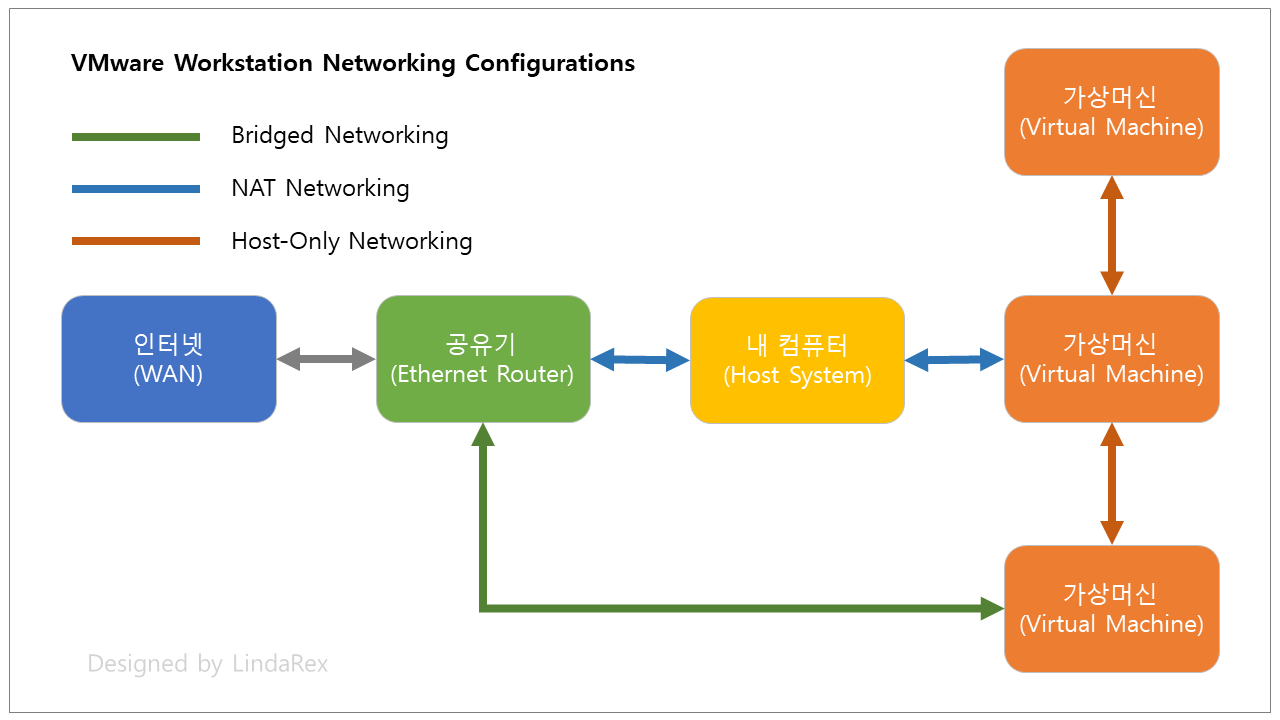 VMware Workstation Networking Configurations
Bridged Networking
NAT Networking
Host-Only Networking
가상머신
(Virtual Machine)
인터넷
(WAN)
공유기
(Ethernet Router)
내 컴퓨터
(Host System)
가상머신
(Virtual Machine)
가상머신
(Virtual Machine)
Designed by LindaRex